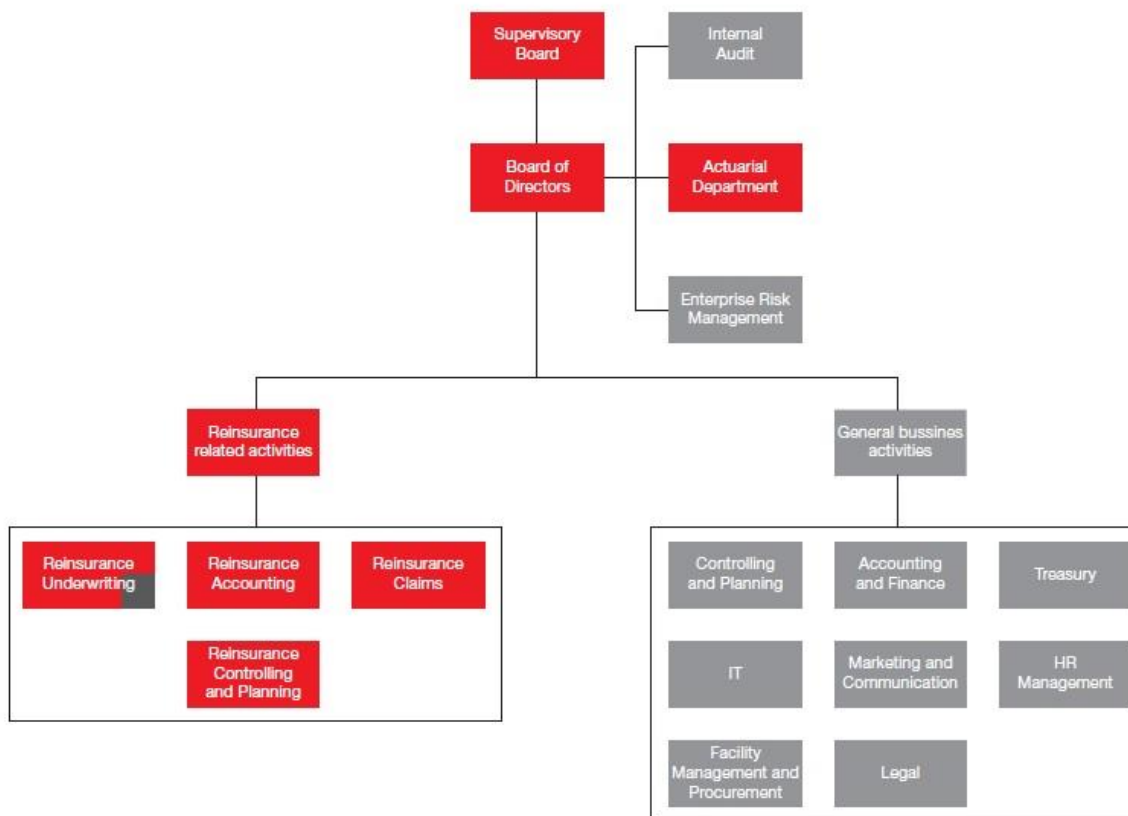 Supervisory
Board
Internal
Audit
Board of
Directors
Actuarial
Department
Enterprise Risk
Management
Reinsurance
related activities
General bussines
activities
Reinsurance
Underwriting
Reinsurance
Accounting
Reinsurance
Claims
Reinsurance
Controlling
and Planning
Controlling
and Planning
Accounting
and Finance
Treasury
IT
Marketing and
Communication
HR
Management
Facility
Management and
Procurement
Legal